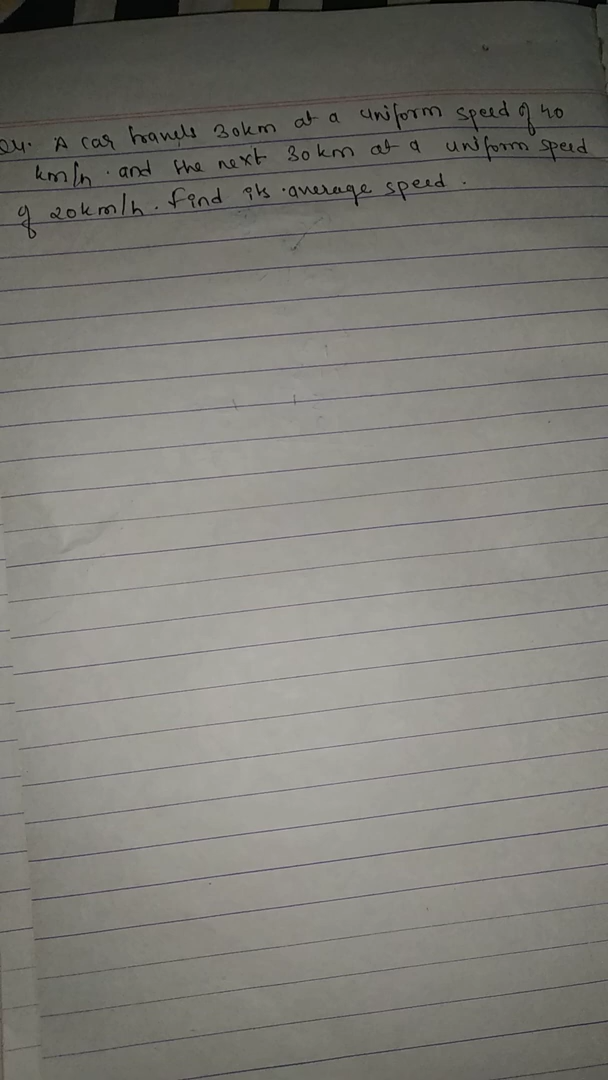 Q4. A car travels 30km at a uniform speed of 40
km/h. and the next 30km at a uniform speed
of 20km/h. find its average speed.